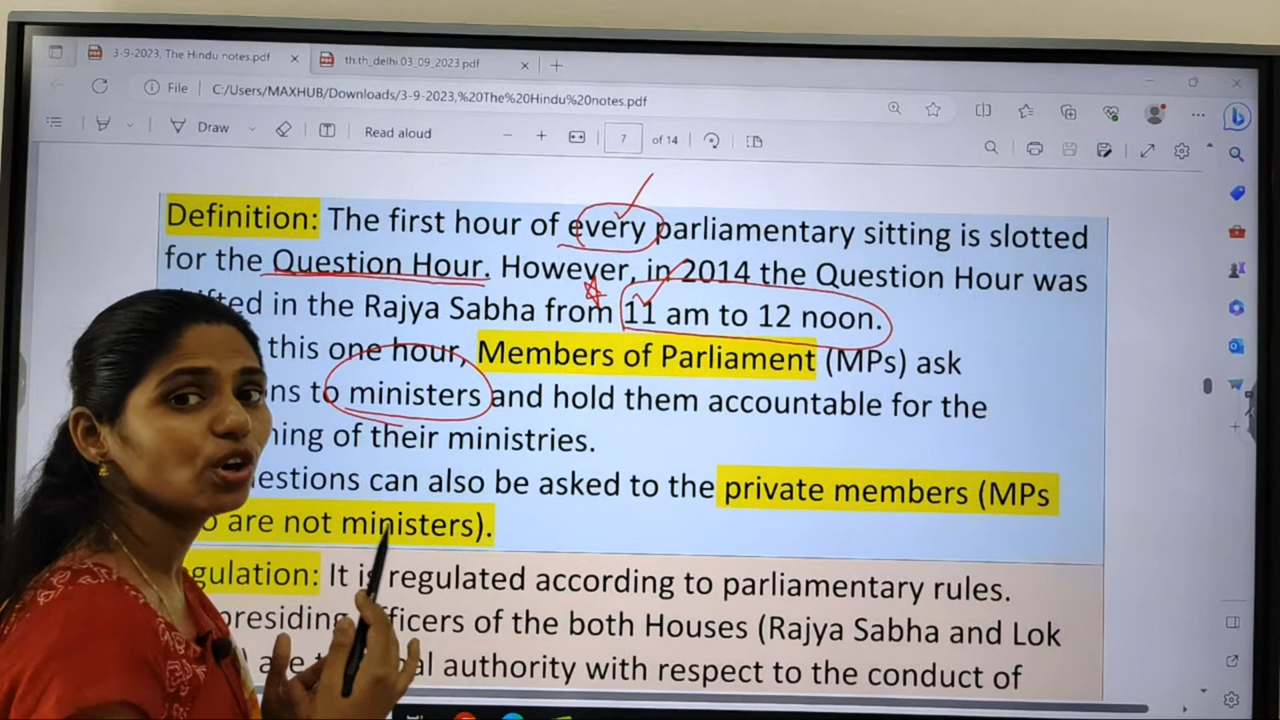 3-9-2023, The Hindu notes.pdf
th.th_delhi.03_09_2023.pdf
File
C:/Users/MAXHUB/Downloads/3-9-2023,%20The%20Hindu%20notes.pdf
Draw
Read aloud
7
of 14
Definition: The first hour of every parliamentary sitting is slotted
for the Question Hour. However, in 2014 the Question Hour was
in the Rajya Sabha from 11 am to 12 noon.
this one hour, Members of Parliament (MPs) ask
to ministers and hold them accountable for the
of their ministries.
can also be asked to the private members (MPs
are not ministers).
It is regulated according to parliamentary rules.
presiding officers of the both Houses (Rajya Sabha and Lok
authority with respect to the conduct of